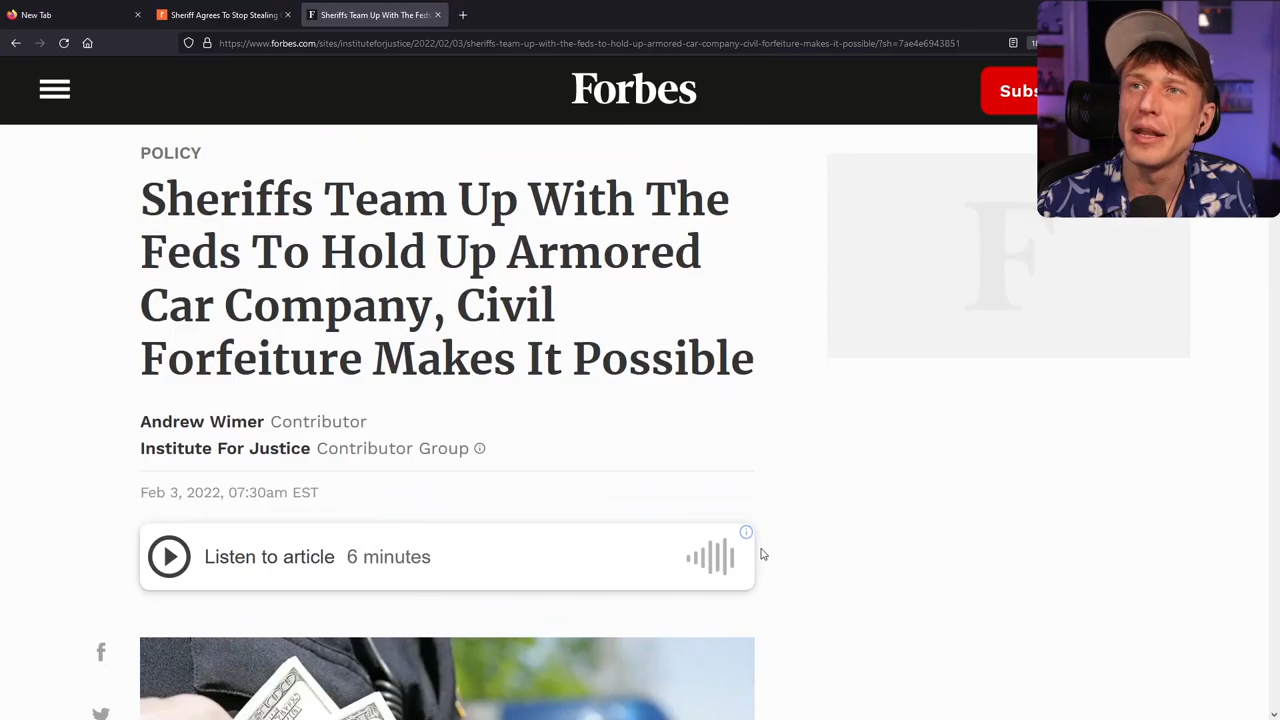 New Tab
Sheriff Agrees To Stop Stealing
Sheriffs Team Up With The Feds
https://www.forbes.com/sites/instituteforjustice/2022/02/03/sheriffs-team-up-with-the-feds-to-hold-up-armored-car-company-civil-forfeiture-makes-it-possible/?sh=7ae4e6943851
Forbes
Subs
POLICY
Sheriffs Team Up With The
Feds To Hold Up Armored
Car Company, Civil
Forfeiture Makes It Possible
Andrew Wimer Contributor
Institute For Justice Contributor Group
Feb 3, 2022, 07:30am EST
Listen to article 6 minutes